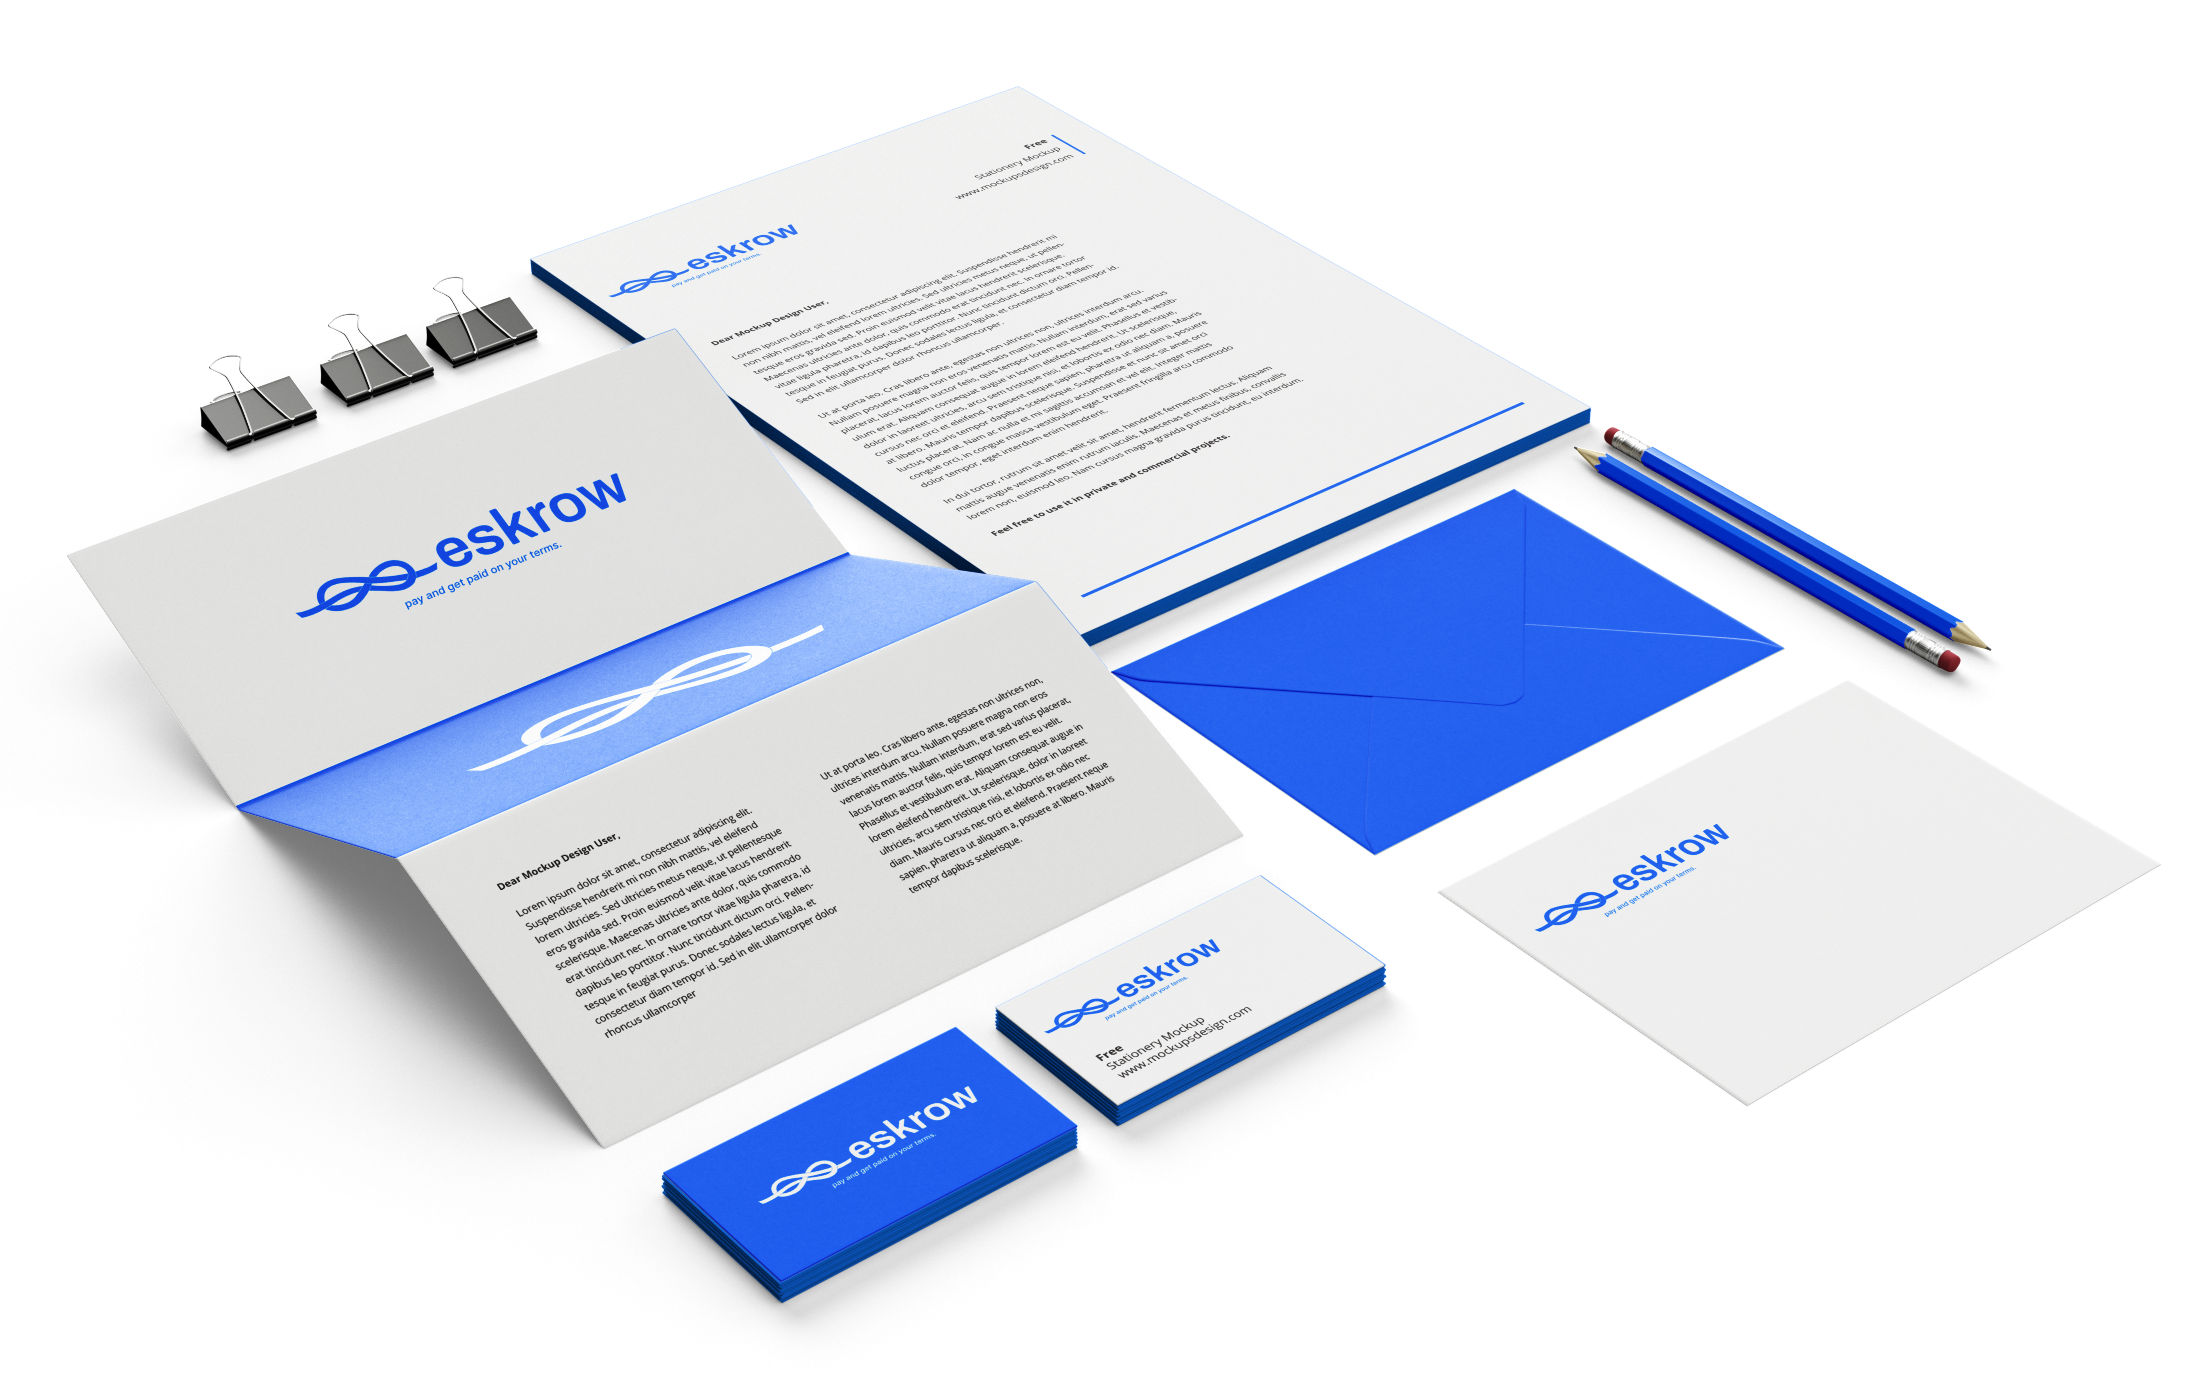 Free
Stationery Mockup
www.mockupsdesign.com
eskrow
pay and get paid on your terms.
Dear Mockup Design User,
Lorem ipsum dolor sit amet, consectetur adipiscing elit. Suspendisse hendrerit mi
non nibh mattis, vel eleifend lorem ultricies. Sed ultricies metus neque, ut pellen-
tesque eros gravida sed. Proin euismod velit vitae lacus hendrerit scelerisque.
Maecenas ultricies ante dolor, quis commodo erat tincidunt nec. In ornare tortor
vitae ligula pharetra, id dapibus leo porttitor. Nunc tincidunt dictum orci. Pellen-
tesque in feugiat purus. Donec sodales lectus ligula, et consectetur diam tempor id.
Sed in elit ullamcorper dolor rhoncus ullamcorper.
Ut at porta leo. Cras libero ante, egestas non ultrices non, ultrices interdum arcu.
Nullam posuere magna non eros venenatis mattis. Nullam interdum, erat sed varius
placerat, lacus lorem auctor felis, quis tempor lorem est eu velit. Phasellus et vestib-
ulum erat. Aliquam consequat augue in lorem eleifend hendrerit. Ut scelerisque,
dolor in laoreet ultricies, arcu sem tristique nisi, et lobortis ex odio nec diam. Mauris
cursus nec orci et eleifend. Praesent neque sapien, pharetra ut aliquam a, posuere
at libero. Mauris tempor dapibus scelerisque. Suspendisse et nunc sit amet orci
luctus placerat. Nam ac nulla et mi sagittis accumsan et vel elit. Integer mattis
congue orci, in congue massa vestibulum eget. Praesent fringilla arcu commodo
dolor tempor, eget interdum enim hendrerit.
In dui tortor, rutrum sit amet velit sit amet, hendrerit fermentum lectus. Aliquam
mattis augue venenatis enim rutrum iaculis. Maecenas et metus finibus, convallis
lorem non, euismod leo. Nam cursus magna gravida purus tincidunt, eu interdum.
Feel free to use it in private and commercial projects.
eskrow
pay and get paid on your terms.
Dear Mockup Design User,
Lorem ipsum dolor sit amet, consectetur adipiscing elit.
Suspendisse hendrerit mi non nibh mattis, vel eleifend
lorem ultricies. Sed ultricies metus neque, ut pellentesque
eros gravida sed. Proin euismod velit vitae lacus hendrerit
scelerisque. Maecenas ultricies ante dolor, quis commodo
erat tincidunt nec. In ornare tortor vitae ligula pharetra, id
dapibus leo porttitor. Nunc tincidunt dictum orci. Pellen-
tesque in feugiat purus. Donec sodales lectus ligula, et
consectetur diam tempor id. Sed in elit ullamcorper dolor
rhoncus ullamcorper
Ut at porta leo. Cras libero ante, egestas non ultrices non,
ultrices interdum arcu. Nullam posuere magna non eros
venenatis mattis. Nullam interdum, erat sed varius placerat,
lacus lorem auctor felis, quis tempor lorem est eu velit.
Phasellus et vestibulum erat. Aliquam consequat augue in
lorem eleifend hendrerit. Ut scelerisque, dolor in laoreet
ultricies, arcu sem tristique nisi, et lobortis ex odio nec
diam. Mauris cursus nec orci et eleifend. Praesent neque
sapien, pharetra ut aliquam a, posuere at libero. Mauris
tempor dapibus scelerisque.
eskrow
pay and get paid on your terms.
eskrow
pay and get paid on your terms.
Free
Stationery Mockup
www.mockupsdesign.com
eskrow
pay and get paid on your terms.